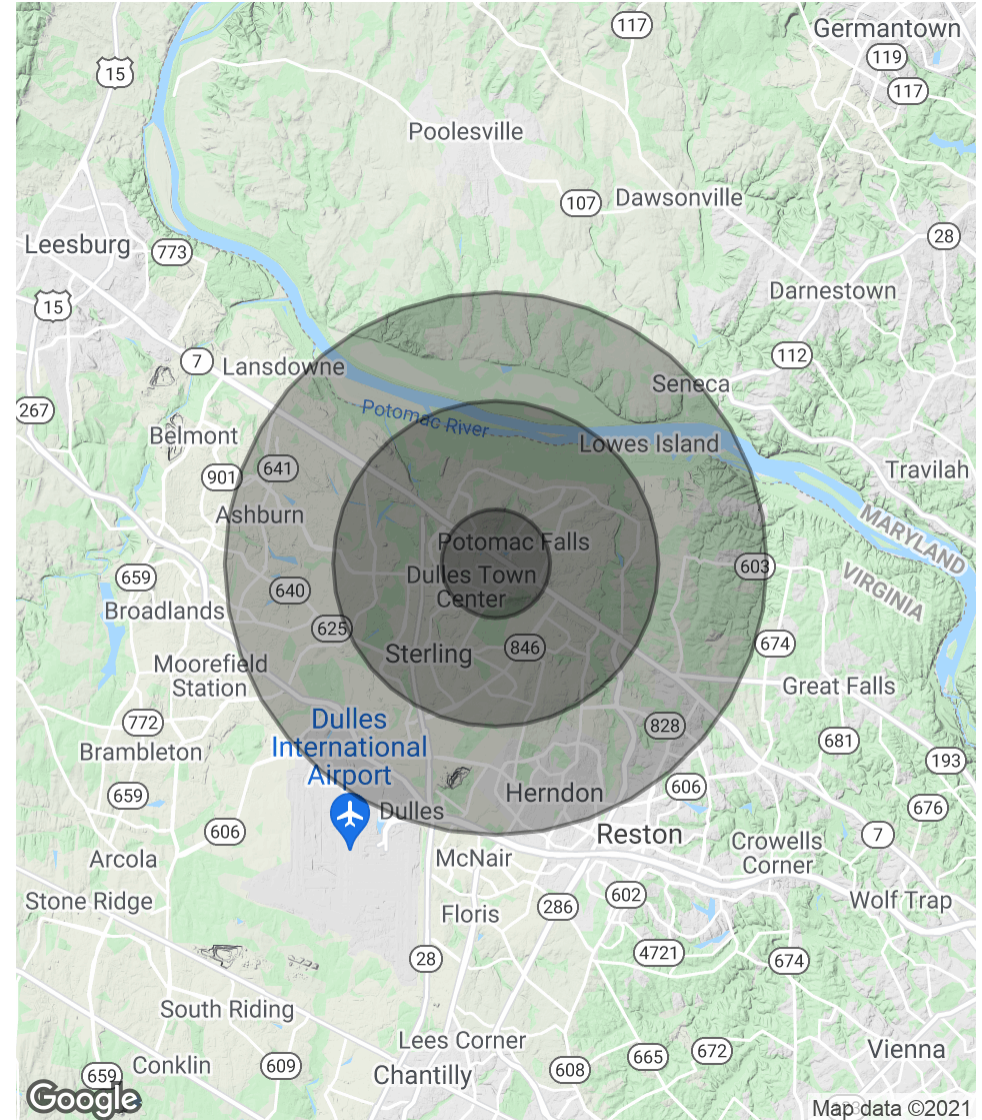 117
Germantown
119
15
117
Poolesville
107
Dawsonville
28
Leesburg
773
Darnestown
15
112
7
Lansdowne
Seneca
267
Potomac River
Belmont
Lowes Island
641
901
Travilah
Ashburn
MARYLAND
Potomac Falls
603
659
Dulles Town
Center
VIRGINIA
640
Broadlands
625
674
846
Sterling
Moorefield
Station
Great Falls
772
Dulles
International
Airport
828
681
Brambleton
193
659
606
Herndon
676
Dulles
606
Reston
7
Crowells
Corner
Arcola
McNair
602
Stone Ridge
286
Wolf Trap
Floris
4721
28
674
South Riding
Lees Corner
Vienna
672
665
Conklin
609
608
659
Chantilly
Google
Map data ©2021